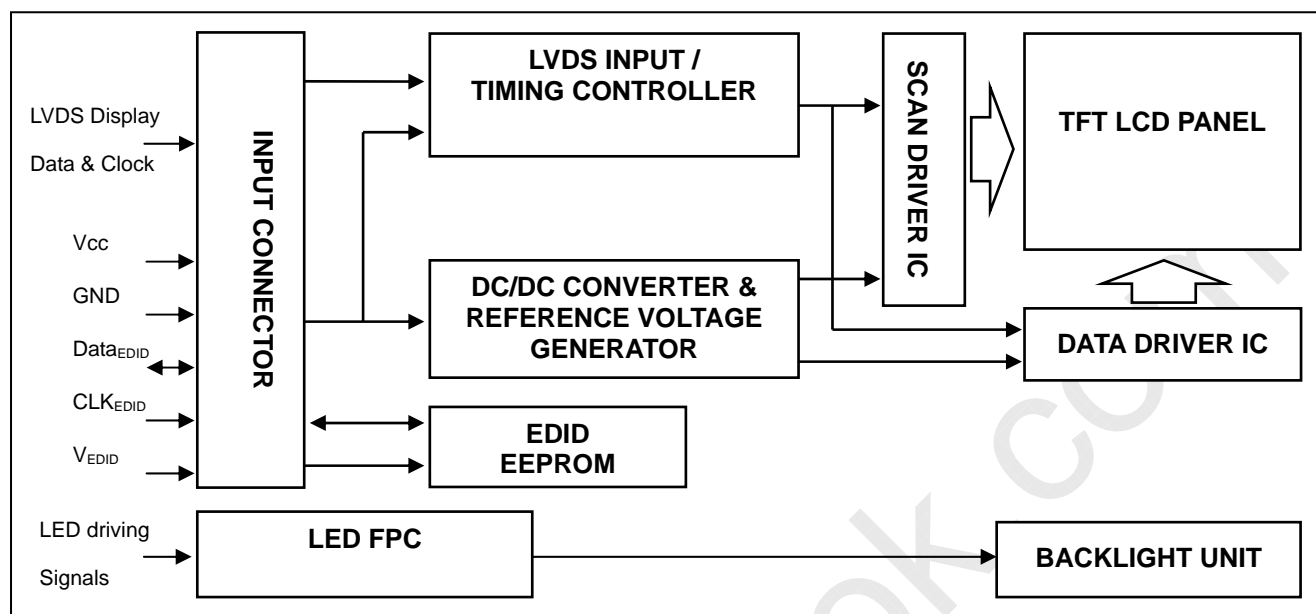 LVDS Display
Data & Clock
Vcc
GND
DataEDID
CLKEDID
VEDID
LED driving
Signals
INPUT CONNECTOR
LVDS INPUT /
TIMING CONTROLLER
DC/DC CONVERTER &
REFERENCE VOLTAGE
GENERATOR
EDID
EEPROM
LED FPC
SCAN DRIVER IC
TFT LCD PANEL
DATA DRIVER IC
BACKLIGHT UNIT